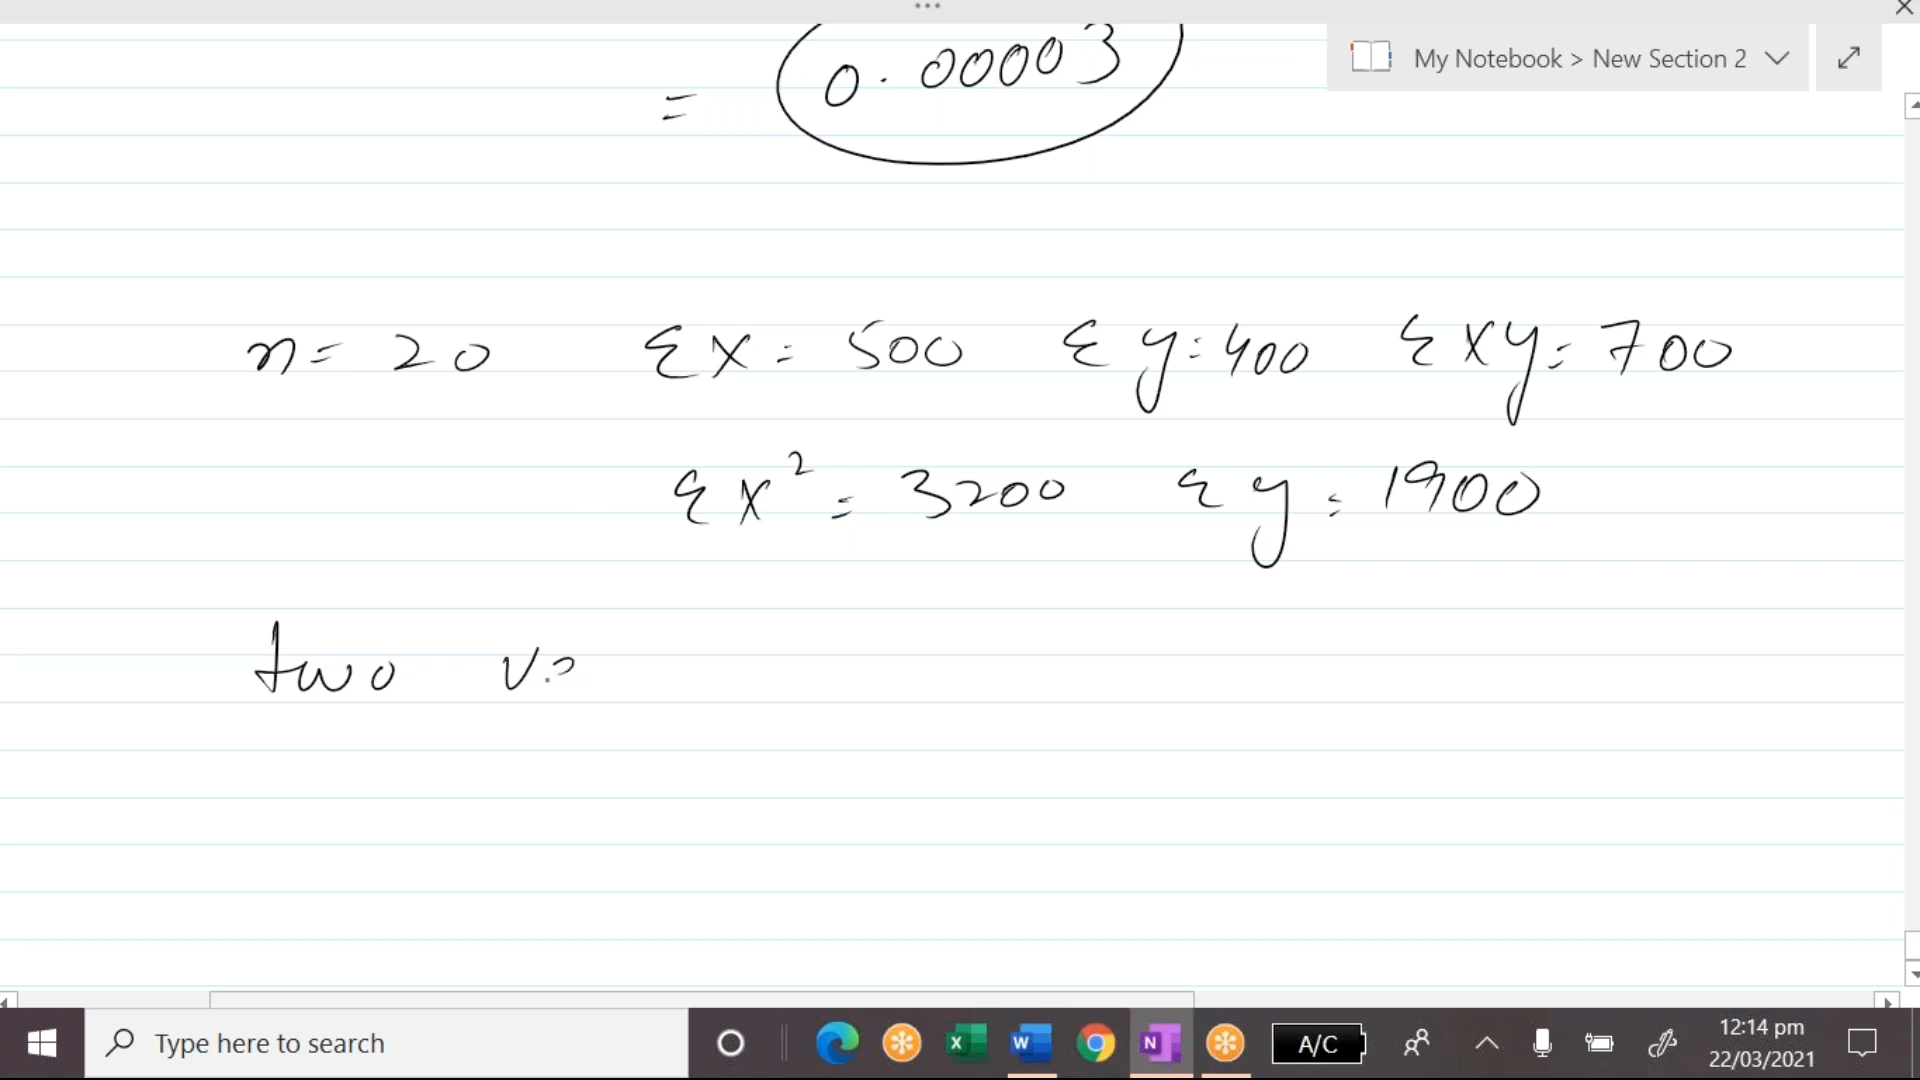 My Notebook > New Section 2
= 0.00003
n= 20 Σx= 500 Σy=400 Σxy=700
Σx²= 3200 Σy= 1900
two
Type here to search
A/C
12:14 pm
22/03/2021